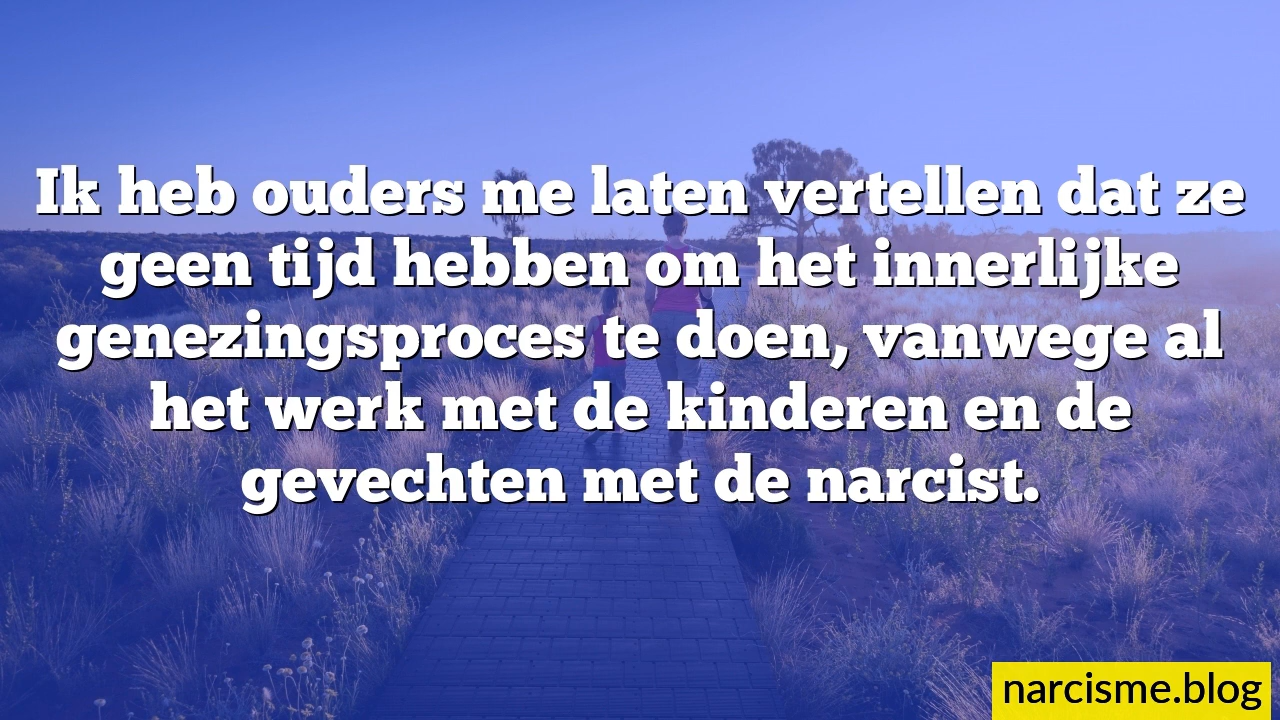 Ik heb ouders me laten vertellen dat ze
geen tijd hebben om het innerlijke
genezingsproces te doen, vanwege al
het werk met de kinderen en de
gevechten met de narcist.
narcisme.blog